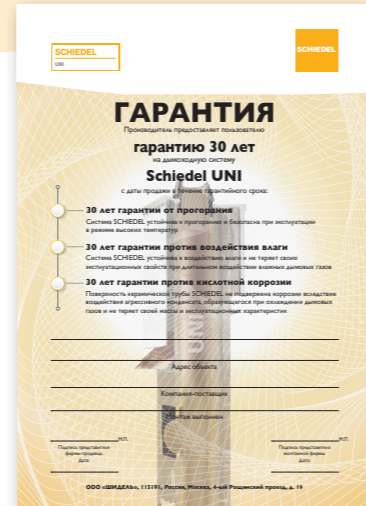 SCHIEDEL
UNI
SCHIEDEL
ГАРАНТИЯ
Производитель предоставляет пользователю
гарантию 30 лет
на дымоходную систему
Schiedel UNI
с даты продажи в течение гарантийного срока:
30 лет гарантии от прогорания
Система SCHIEDEL устойчива к прогоранию и безопасна при эксплуатации
в режиме высоких температур
30 лет гарантии против воздействия влаги
Система SCHIEDEL устойчива к воздействию влаги и не теряет своих
эксплуатационных свойств при длительном воздействии влажных дымовых газов
30 лет гарантии против кислотной коррозии
Поверхность керамической трубы SCHIEDEL не подвержена коррозии вследствие
воздействия агрессивного конденсата, образующегося при охлаждении дымовых
газов и не теряет своей массы и эксплуатационных характеристик
UNI
Адрес объекта
Компания-поставщик
Монтаж выполнен
М.П.
М.П.
Подпись представителя
фирмы-продавца
Дата:
Подпись представителя
монтажной фирмы
Дата:
ООО «ШИДЕЛЬ», 115191, Россия, Москва, 4-ый Рощинский проезд, д. 19